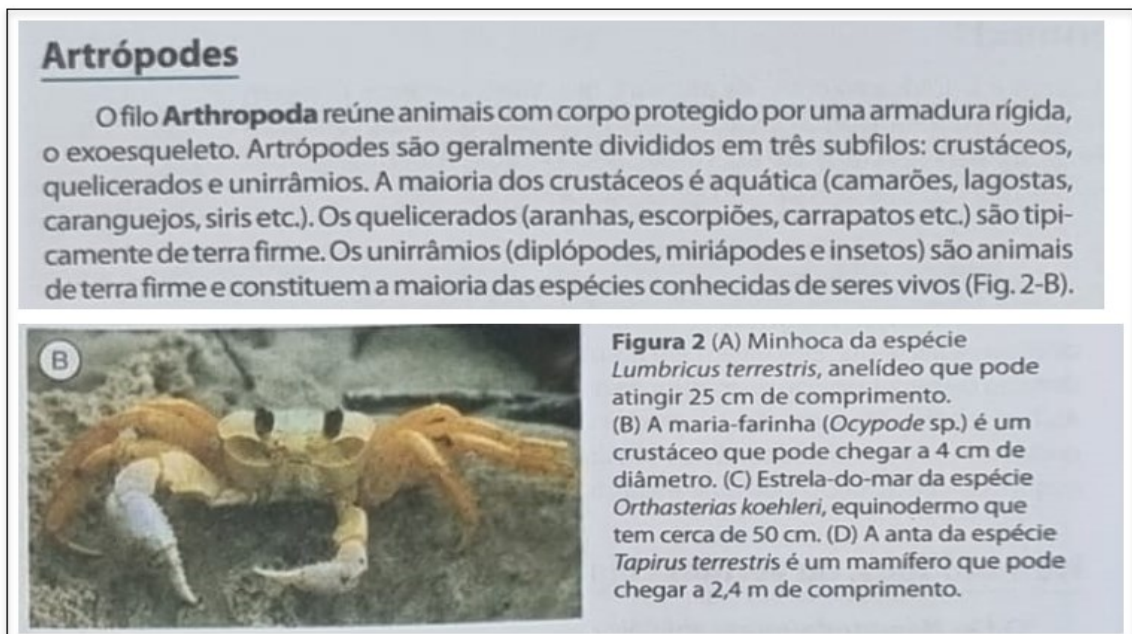 Artrópodes
O filo Arthropoda reúne animais com corpo protegido por uma armadura rígida,
o exoesqueleto. Artrópodes são geralmente divididos em três subfilos: crustáceos,
quelicerados e unirrâmios. A maioria dos crustáceos é aquática (camarões, lagostas,
caranguejos, siris etc.). Os quelicerados (aranhas, escorpiões, carrapatos etc.) são tipi-
camente de terra firme. Os unirrâmios (diplópodes, miriápodes e insetos) são animais
de terra firme e constituem a maioria das espécies conhecidas de seres vivos (Fig. 2-B).
B
Figura 2 (A) Minhoca da espécie
Lumbricus terrestris, anelídeo que pode
atingir 25 cm de comprimento.
(B) A maria-farinha (Ocypode sp.) é um
crustáceo que pode chegar a 4 cm de
diâmetro. (C) Estrela-do-mar da espécie
Orthasterias koehleri, equinodermo que
tem cerca de 50 cm. (D) A anta da espécie
Tapirus terrestris é um mamífero que pode
chegar a 2,4 m de comprimento.